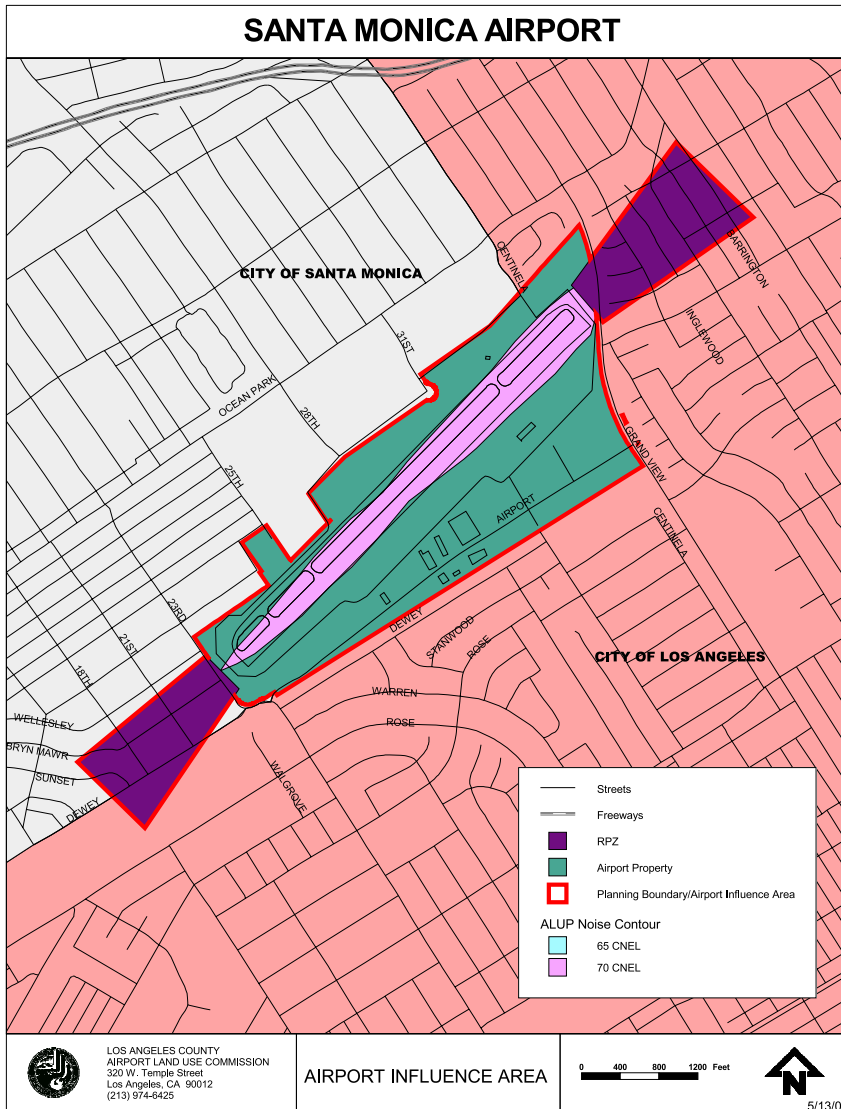 SANTA MONICA AIRPORT
CITY OF SANTA MONICA
CENTINELA
BARRINGTON
INGLEWOOD
31ST
OCEAN PARK
28TH
GRAND VIEW
25TH
AIRPORT
CENTINELA
23RD
DEWEY
STANWOOD
ROSE
21ST
CITY OF LOS ANGELES
18TH
WARREN
WELLESLEY
ROSE
BRYN MAWR
SUNSET
WALGROVE
DEWEY
Streets
Freeways
RPZ
Airport Property
Planning Boundary/Airport Influence Area
ALUP Noise Contour
65 CNEL
70 CNEL
LOS ANGELES COUNTY
AIRPORT LAND USE COMMISSION
320 W. Temple Street
Los Angeles, CA 90012
(213) 974-6425
AIRPORT INFLUENCE AREA
0 400 800 1200 Feet
N
5/13/0